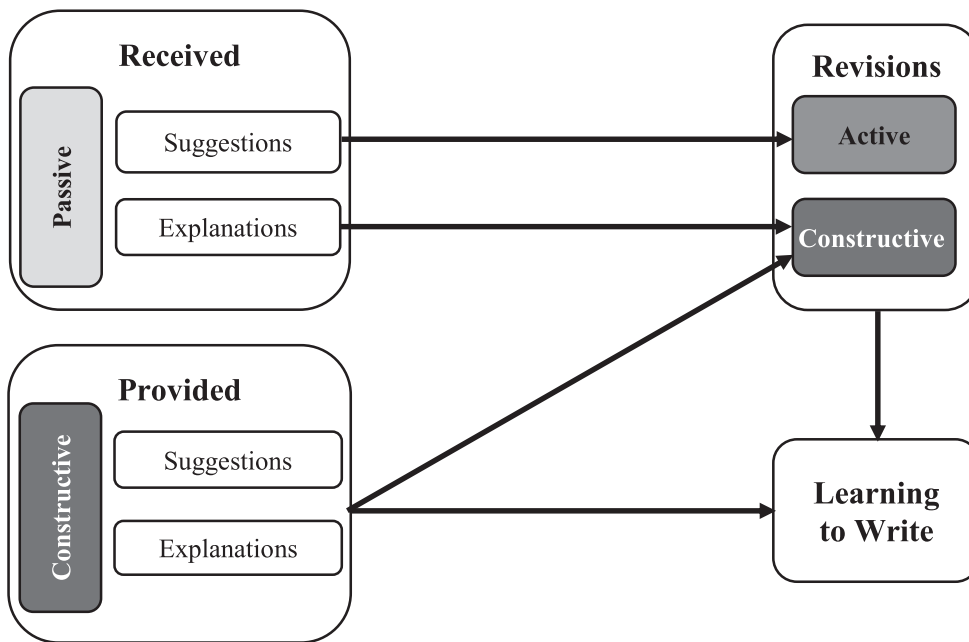 Received
Passive
Suggestions
Explanations
Revisions
Active
Constructive
Provided
Constructive
Suggestions
Explanations
Learning
to Write